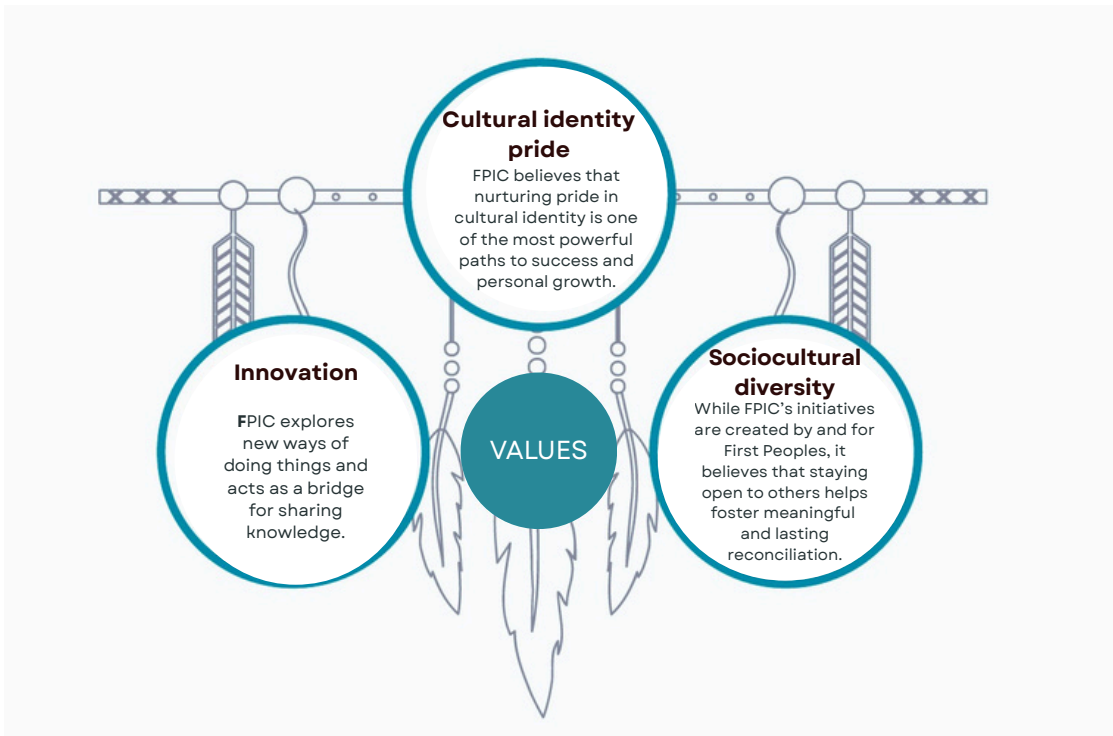 Cultural identity
pride
FPIC believes that
nurturing pride in
cultural identity is one
of the most powerful
paths to success and
personal growth.
Innovation
FPIC explores
new ways of
doing things and
acts as a bridge
for sharing
knowledge.
VALUES
Sociocultural
diversity
While FPIC’s initiatives
are created by and for
First Peoples, it
believes that staying
open to others helps
foster meaningful
and lasting
reconciliation.